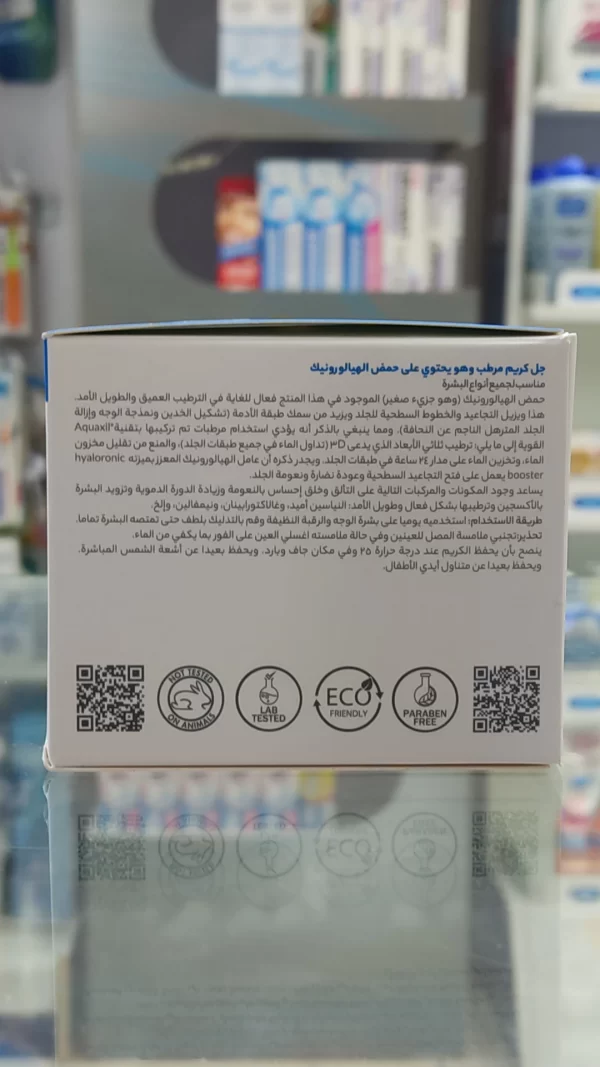 جل كريم مرطب وهو يحتوي على حمض الهيالورونيك
مناسب لجميع أنواع البشرة
حمض الهيالورونيك (وهو جزيء صغير) الموجود في هذا المنتج فعال للغاية في الترطيب العميق والطويل الأمد.
هذا ويزيل التجاعيد والخطوط السطحية للجلد ويزيد من سمك طبقة الأدمة (تشكيل الخدين ونمذجة الوجه وإزالة
الجلد المترهل الناجم عن النحافة). ومما ينبغي بالذكر أنه يؤدي استخدام مرطبات تم تركيبها بتقنية Aquaxil®
القوية إلى ما يلي: ترطيب ثلاثي الأبعاد الذي يدعى 3D (تداول الماء في جميع طبقات الجلد)، والمنع من تقليل مخزون
الماء، وتخزين الماء على مدار ٢٤ ساعة في طبقات الجلد. ويجدر ذكره أن عامل الهيالورونيك المعزز بميزته hyaloronic
booster يعمل على فتح التجاعيد السطحية وعودة نضارة ونعومة الجلد.
يساعد وجود المكونات والمركبات التالية على التألق وخلق إحساس بالنعومة وزيادة الدورة الدموية وتزويد البشرة
بالأكسجين وترطيبها بشكل فعال وطويل الأمد: النياسين أميد، وغالاكتورابينان، ونيمفالين، وإلخ.
طريقة الاستخدام: استخدميه يوميا على بشرة الوجه والرقبة النظيفة وقم بالتدليك بلطف حتى تمتصه البشرة تماما.
تحذير: تجنبي ملامسة المصل للعينين وفي حالة ملامسته اغسلي العين على الفور بما يكفي من الماء.
ينصح بأن يحفظ الكريم عند درجة حرارة ٢٥ وفي مكان جاف وبارد. ويحفظ بعيدا عن أشعة الشمس المباشرة.
ويحفظ بعيدا عن متناول أيدي الأطفال.
NOT TESTED
ON ANIMALS
LAB
TESTED
ECO
FRIENDLY
PARABEN
FREE